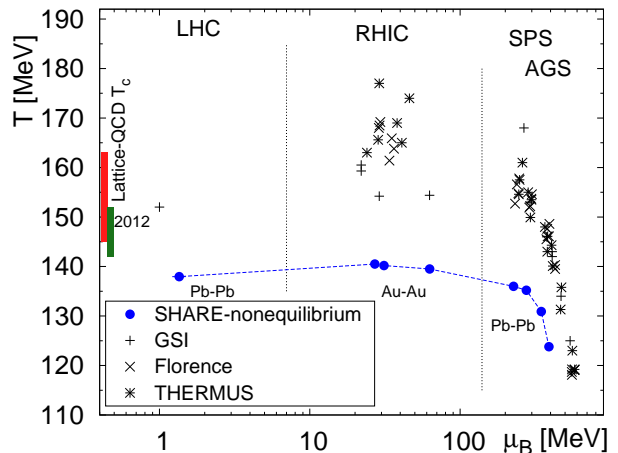 LHC
RHIC
SPS
AGS
T [MeV]
190
180
170
160
150
140
130
120
110
Lattice-QCD T_c
2012
Pb-Pb
Au-Au
Pb-Pb
SHARE-nonequilibrium
GSI
Florence
THERMUS
1
10
100
μ_B [MeV]